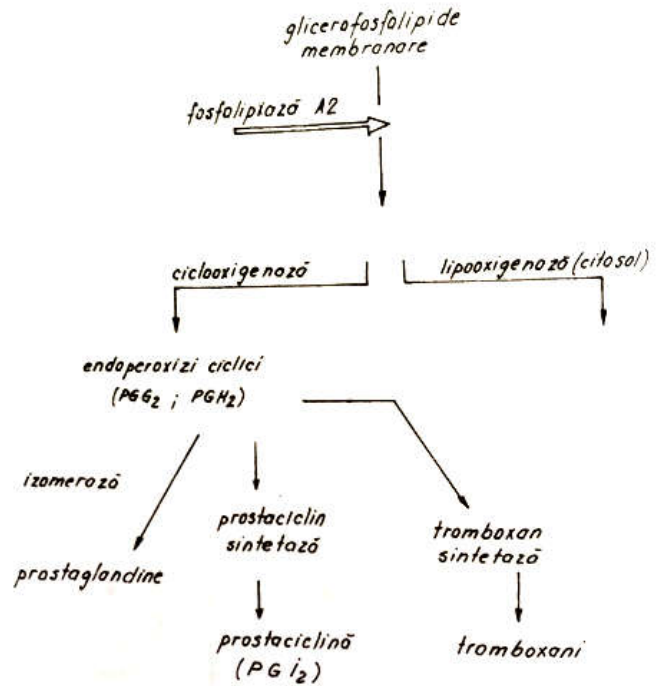 glicerofosfolipide
membranare
fosfolipiază A2
ciclooxigenază
lipooxigenază (citosol)
endoperoxizi ciclici
(PGG2 ; PGH2)
izomerază
prostaciclin
sintetază
tromboxan
sintetază
prostaglandine
prostaciclină
(PGi2)
tromboxani